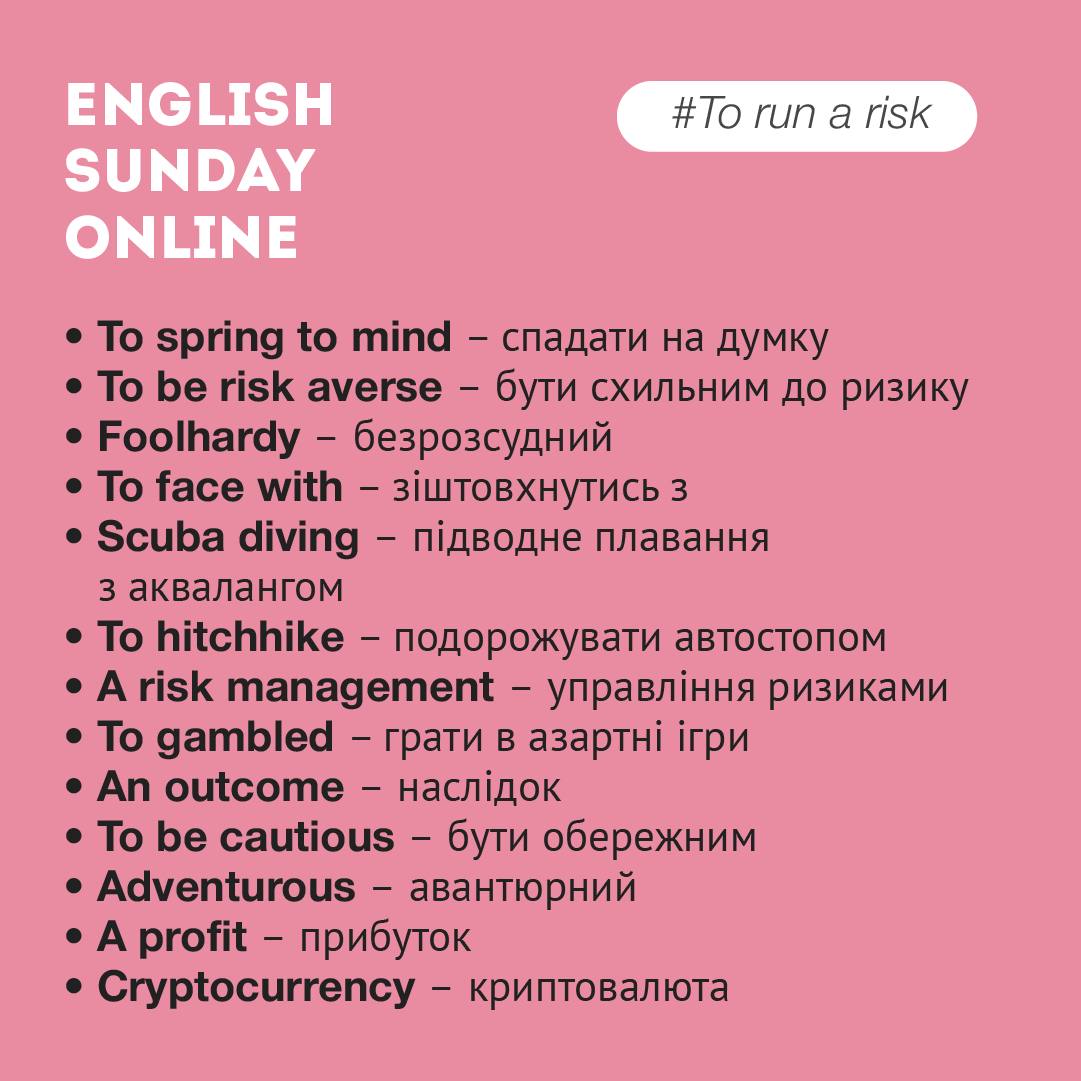 ENGLISH
SUNDAY
ONLINE
#To run a risk
• To spring to mind – спадати на думку
• To be risk averse – бути схильним до ризику
• Foolhardy – безрозсудний
• To face with – зіштовхнутись з
• Scuba diving – підводне плавання
з аквалангом
• To hitchhike – подорожувати автостопом
• A risk management – управління ризиками
• To gambled – грати в азартні ігри
• An outcome – наслідок
• To be cautious – бути обережним
• Adventurous – авантюрний
• A profit – прибуток
• Cryptocurrency – криптовалюта